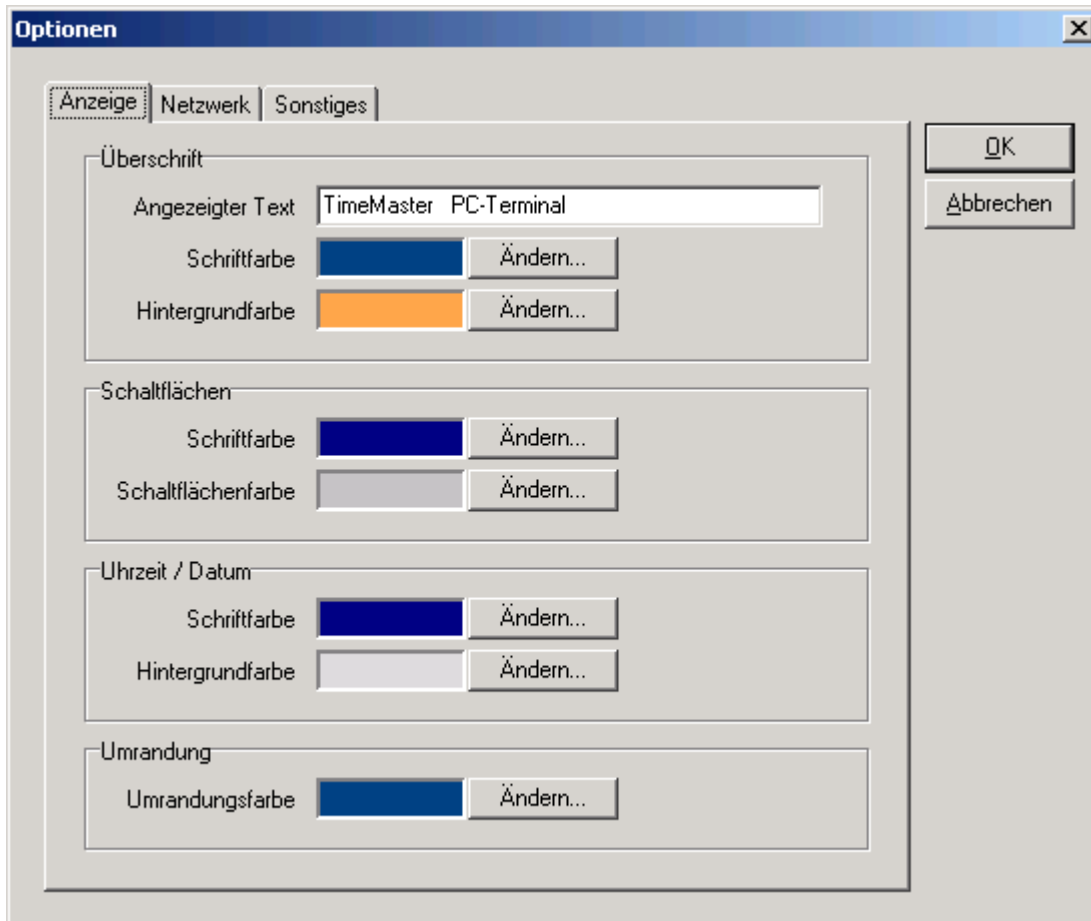 Optionen
Anzeige Netzwerk Sonstiges
OK
Abbrechen
Überschrift
Angezeigter Text TimeMaster   PC-Terminal
Schriftfarbe Ändern...
Hintergrundfarbe Ändern...
Schaltflächen
Schriftfarbe Ändern...
Schaltflächenfarbe Ändern...
Uhrzeit / Datum
Schriftfarbe Ändern...
Hintergrundfarbe Ändern...
Umrandung
Umrandungsfarbe Ändern...